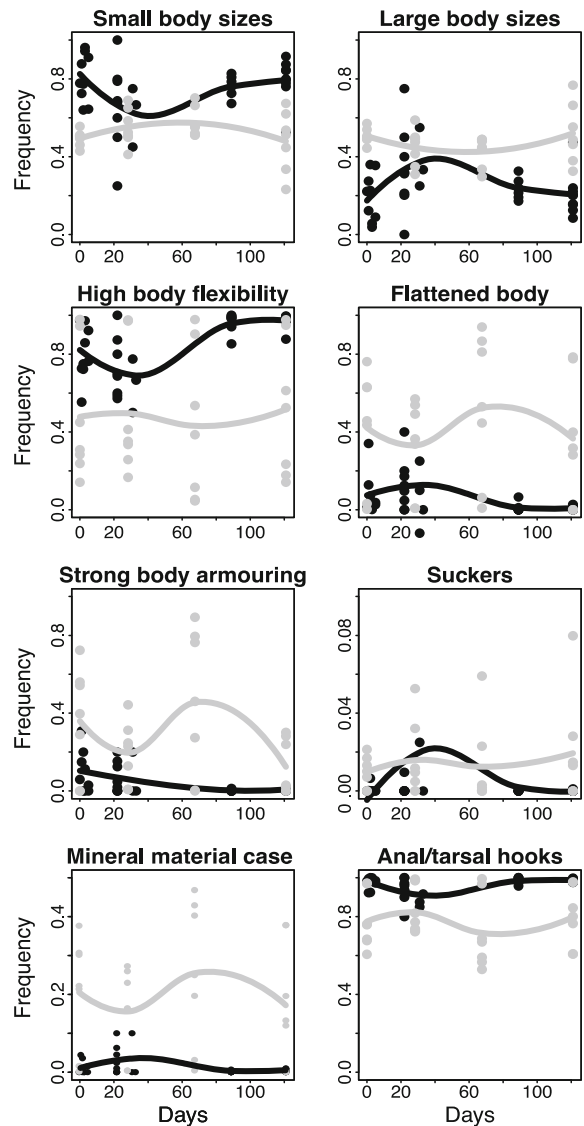 Small body sizes
Large body sizes
Frequency
0.0 0.4 0.8
0 20 60 100
0.0 0.4 0.8
0 20 60 100
High body flexibility
Flattened body
Frequency
0.0 0.4 0.8
0 20 60 100
0.0 0.4 0.8
0 20 60 100
Strong body armouring
Suckers
Frequency
0.0 0.4 0.8
0 20 60 100
0.00 0.04 0.08
0 20 60 100
Mineral material case
Anal/tarsal hooks
Frequency
0.0 0.2 0.4
0 20 60 100
0.0 0.4 0.8
0 20 60 100
Days
Days